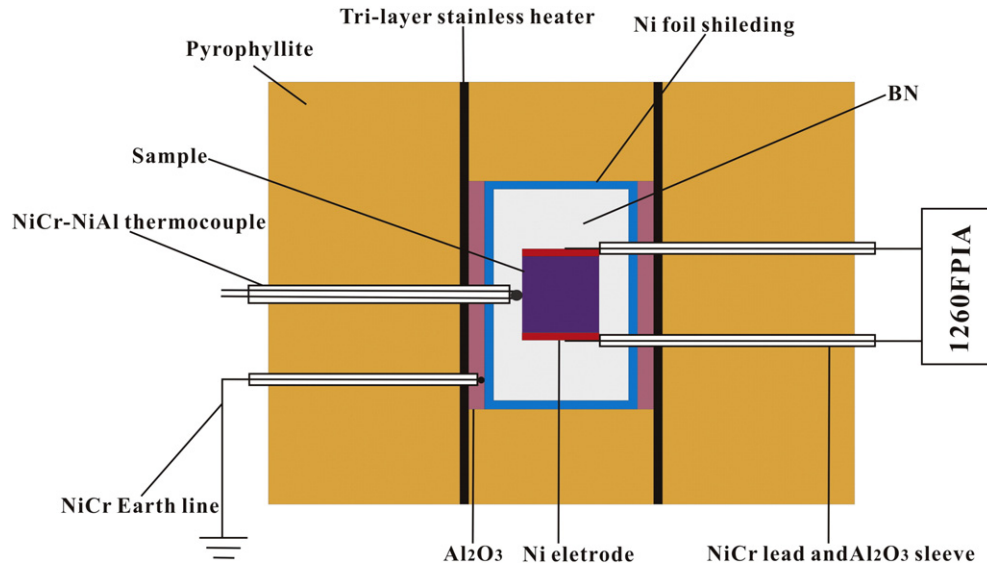 Tri-layer stainless heater
Ni foil shileding
Pyrophyllite
BN
Sample
NiCr-NiAl thermocouple
1260FPIA
NiCr Earth line
Al2O3
Ni eletrode
NiCr lead andAl2O3 sleeve